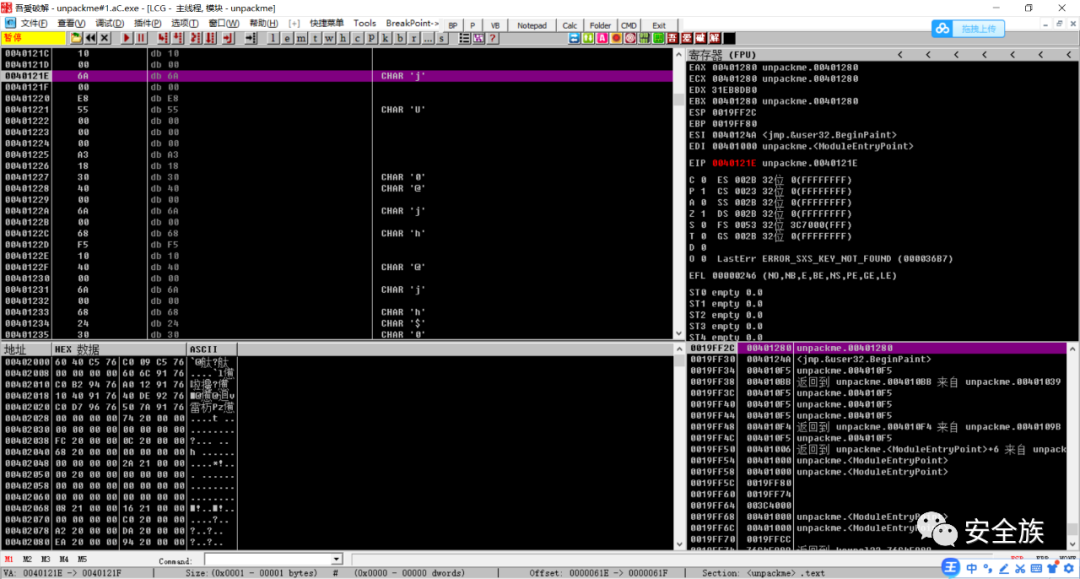 吾爱破解 - unpackme#1.aC.exe - [LCG - 主线程, 模块 - unpackme]
文件(F) 查看(V) 调试(D) 插件(P) 选项(T) 窗口(W) 帮助(H) [+] 快捷菜单 Tools BreakPoint-> BP P VB Notepad Calc Folder CMD Exit
暂停
l e m t w h c p k b r ... s
拖拽上传
0040121C 10 db 10
0040121D 00 db 00
0040121E 6A db 6A CHAR 'j'
0040121F 00 db 00
00401220 E8 db E8
00401221 55 db 55 CHAR 'U'
00401222 00 db 00
00401223 00 db 00
00401224 00 db 00
00401225 A3 db A3
00401226 18 db 18
00401227 30 db 30 CHAR '0'
00401228 40 db 40 CHAR '@'
00401229 00 db 00
0040122A 6A db 6A CHAR 'j'
0040122B 00 db 00
0040122C 68 db 68 CHAR 'h'
0040122D F5 db F5
0040122E 10 db 10
0040122F 40 db 40 CHAR '@'
00401230 00 db 00
00401231 6A db 6A CHAR 'j'
00401232 00 db 00
00401233 68 db 68 CHAR 'h'
00401234 24 db 24 CHAR '$'
00401235 30 db 30 CHAR '0'
寄存器 (FPU) < < < < < < <
EAX 00401280 unpackme.00401280
ECX 00401280 unpackme.00401280
EDX 31EB8DB0
EBX 00401280 unpackme.00401280
ESP 0019FF2C
EBP 0019FF80
ESI 0040124A <jmp.&user32.BeginPaint>
EDI 00401000 unpackme.<ModuleEntryPoint>
EIP 0040121E unpackme.0040121E
C 0 ES 002B 32位 0(FFFFFFFF)
P 1 CS 0023 32位 0(FFFFFFFF)
A 0 SS 002B 32位 0(FFFFFFFF)
Z 1 DS 002B 32位 0(FFFFFFFF)
S 0 FS 0053 32位 3C7000(FFF)
T 0 GS 002B 32位 0(FFFFFFFF)
D 0
O 0 LastErr ERROR_SXS_KEY_NOT_FOUND (000036B7)
EFL 00000246 (NO,NB,E,BE,NS,PE,GE,LE)
ST0 empty 0.0
ST1 empty 0.0
ST2 empty 0.0
ST3 empty 0.0
ST4 empty 0.0
地址 HEX 数据 ASCII
00402000 60 40 C5 76 C0 09 C5 76
00402008 00 00 00 00 60 6C 91 76
00402010 C0 B2 94 76 A0 12 91 76
00402018 10 40 91 76 40 DE 92 76
00402020 C0 D7 96 76 50 7A 91 76
00402028 00 00 00 00 74 20 00 00 ....t ..
00402030 00 00 00 00 00 00 00 00 ........
00402038 FC 20 00 00 0C 20 00 00
00402040 68 20 00 00 00 00 00 00 h ......
00402048 00 00 00 00 2A 21 00 00 ....*!..
00402050 00 20 00 00 00 00 00 00 . ......
00402058 00 00 00 00 00 00 00 00 ........
00402060 00 00 00 00 00 00 00 00 ........
00402068 08 21 00 00 16 21 00 00
00402070 00 00 00 00 C0 20 00 00
00402078 A2 20 00 00 DA 20 00 00
00402080 EA 20 00 00 94 20 00 00
0019FF2C 00401280 unpackme.00401280
0019FF30 0040124A <jmp.&user32.BeginPaint>
0019FF34 004010F5 unpackme.004010F5
0019FF38 004010BB 返回到 unpackme.004010BB 来自 unpackme.00401039
0019FF3C 004010F5 unpackme.004010F5
0019FF40 004010F5 unpackme.004010F5
0019FF44 004010F5 unpackme.004010F5
0019FF48 004010F4 返回到 unpackme.004010F4 来自 unpackme.0040109B
0019FF4C 004010F5 unpackme.004010F5
0019FF50 00401006 返回到 unpackme.<ModuleEntryPoint>+6 来自 unpack
0019FF54 00401000 unpackme.<ModuleEntryPoint>
0019FF58 00401000 unpackme.<ModuleEntryPoint>
0019FF5C 0019FF80
0019FF60 0019FF74
0019FF64 003C4000
0019FF68 00401000 unpackme.<ModuleEntryPoint>
0019FF6C 00401000 unpackme.<ModuleEntryPoint>
0019FF70 0019FFCC
安全族
M1 M2 M3 M4 M5 Command:
VA: 0040121E -> 0040121F Size: (0x0001 - 00001 bytes) # (0x0000 - 00000 dwords) Offset: 0000061E -> 0000061F Section: <unpackme> .text
王 中